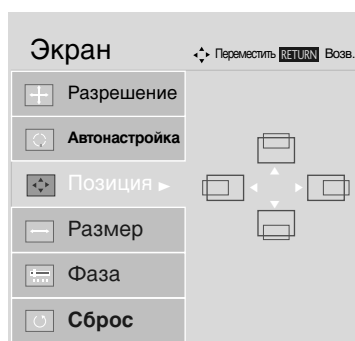 Экран
Переместить RETURN Возв.
Разрешение
Автонастройка
Позиция ►
Размер
Фаза
Сброс